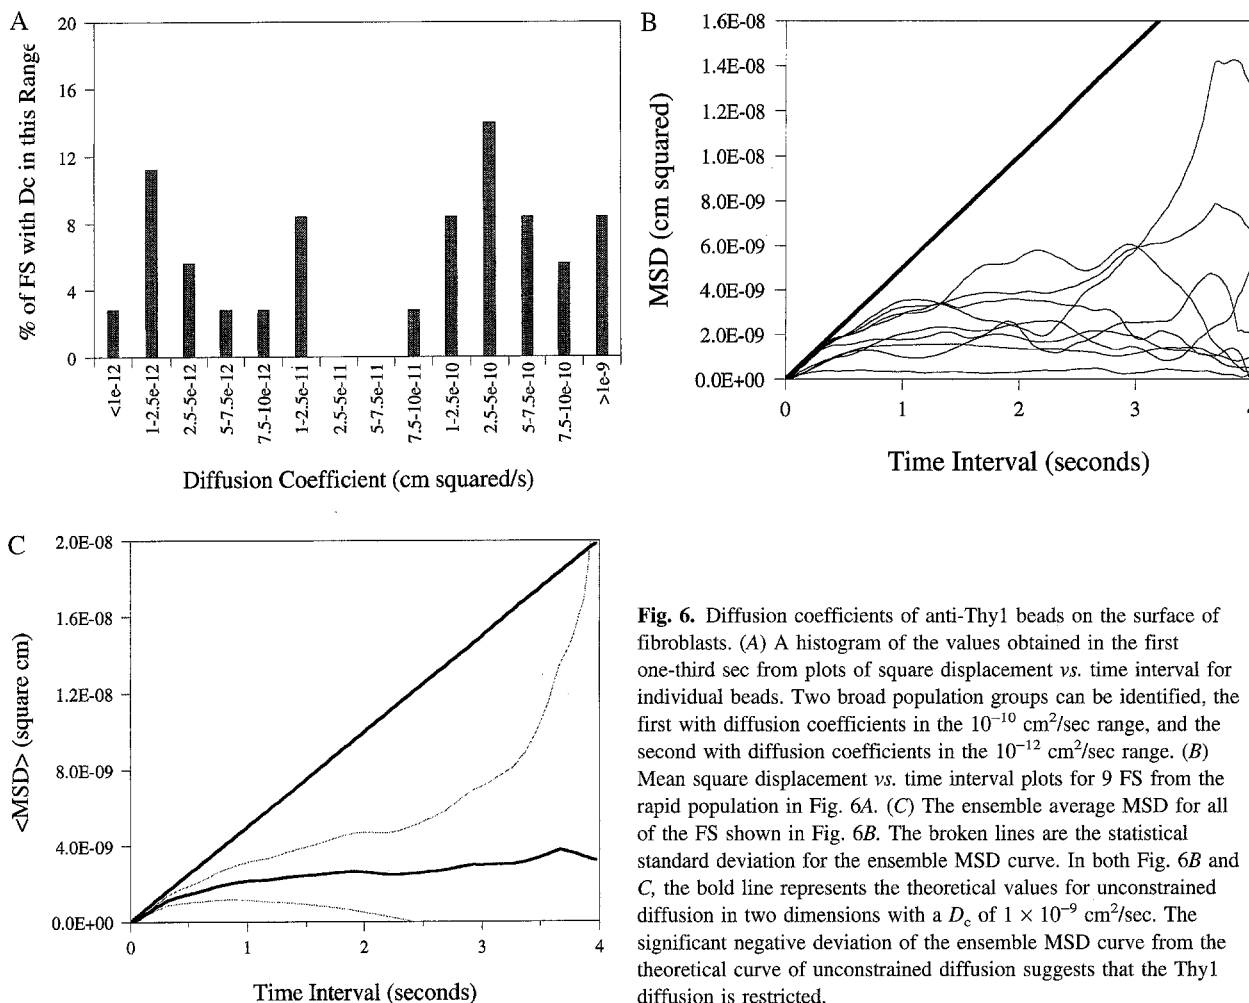 A
% of FS with Dc in this Range
20
16
12
8
4
0
<1e-12
1-2.5e-12
2.5-5e-12
5-7.5e-12
7.5-10e-12
1-2.5e-11
2.5-5e-11
5-7.5e-11
7.5-10e-11
1-2.5e-10
2.5-5e-10
5-7.5e-10
7.5-10e-10
>1e-9
Diffusion Coefficient (cm squared/s)
B
MSD (cm squared)
1.6E-08
1.4E-08
1.2E-08
1.0E-08
8.0E-09
6.0E-09
4.0E-09
2.0E-09
0.0E+00
0
1
2
3
Time Interval (seconds)
C
<MSD> (square cm)
2.0E-08
1.6E-08
1.2E-08
8.0E-09
4.0E-09
0.0E+00
0
1
2
3
4
Time Interval (seconds)
Fig. 6. Diffusion coefficients of anti-Thy1 beads on the surface of
fibroblasts. (A) A histogram of the values obtained in the first
one-third sec from plots of square displacement vs. time interval for
individual beads. Two broad population groups can be identified, the
first with diffusion coefficients in the 10⁻¹⁰ cm²/sec range, and the
second with diffusion coefficients in the 10⁻¹² cm²/sec range. (B)
Mean square displacement vs. time interval plots for 9 FS from the
rapid population in Fig. 6A. (C) The ensemble average MSD for all
of the FS shown in Fig. 6B. The broken lines are the statistical
standard deviation for the ensemble MSD curve. In both Fig. 6B and
C, the bold line represents the theoretical values for unconstrained
diffusion in two dimensions with a Dc of 1 × 10⁻⁹ cm²/sec. The
significant negative deviation of the ensemble MSD curve from the
theoretical curve of unconstrained diffusion suggests that the Thy1
diffusion is restricted.